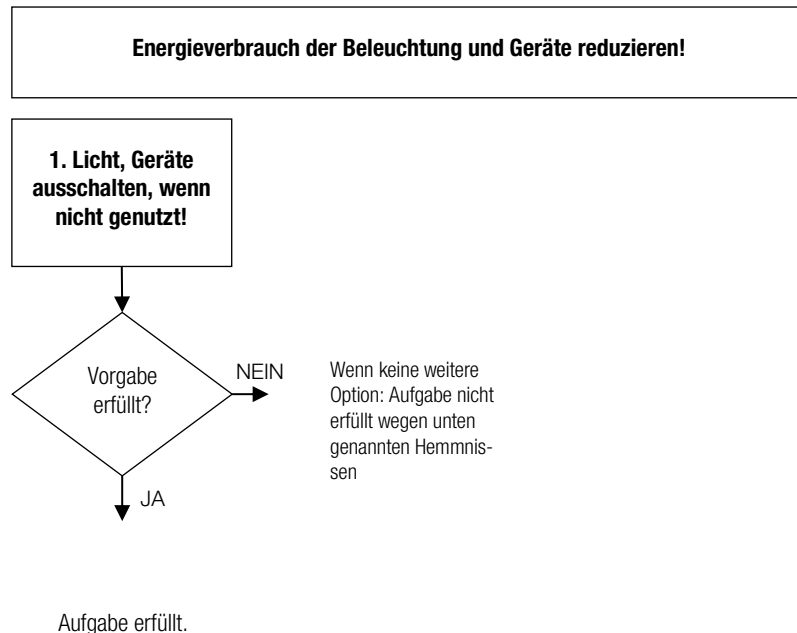 Energieverbrauch der Beleuchtung und Geräte reduzieren!
1. Licht, Geräte
ausschalten, wenn
nicht genutzt!
Vorgabe
erfüllt?
NEIN
Wenn keine weitere
Option: Aufgabe nicht
erfüllt wegen unten
genannten Hemmnis-
sen
JA
Aufgabe erfüllt.